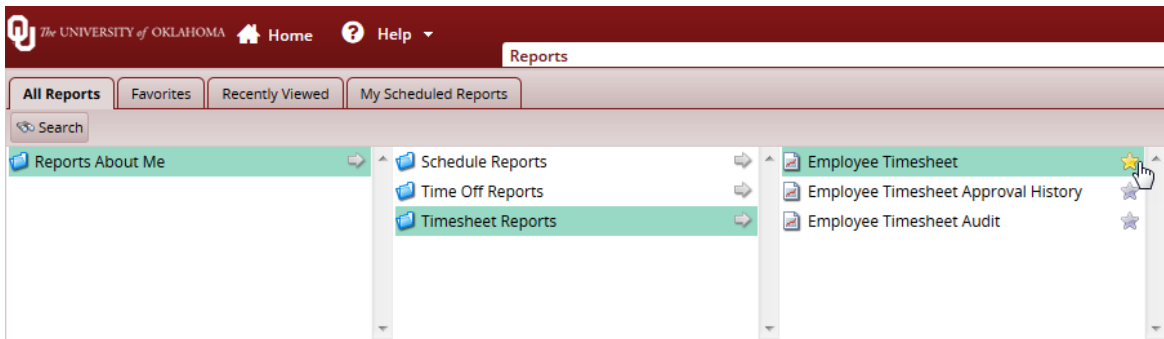 The UNIVERSITY of OKLAHOMA Home ? Help
Reports
All Reports Favorites Recently Viewed My Scheduled Reports
Search
Reports About Me Schedule Reports Employee Timesheet
Time Off Reports Employee Timesheet Approval History
Timesheet Reports Employee Timesheet Audit